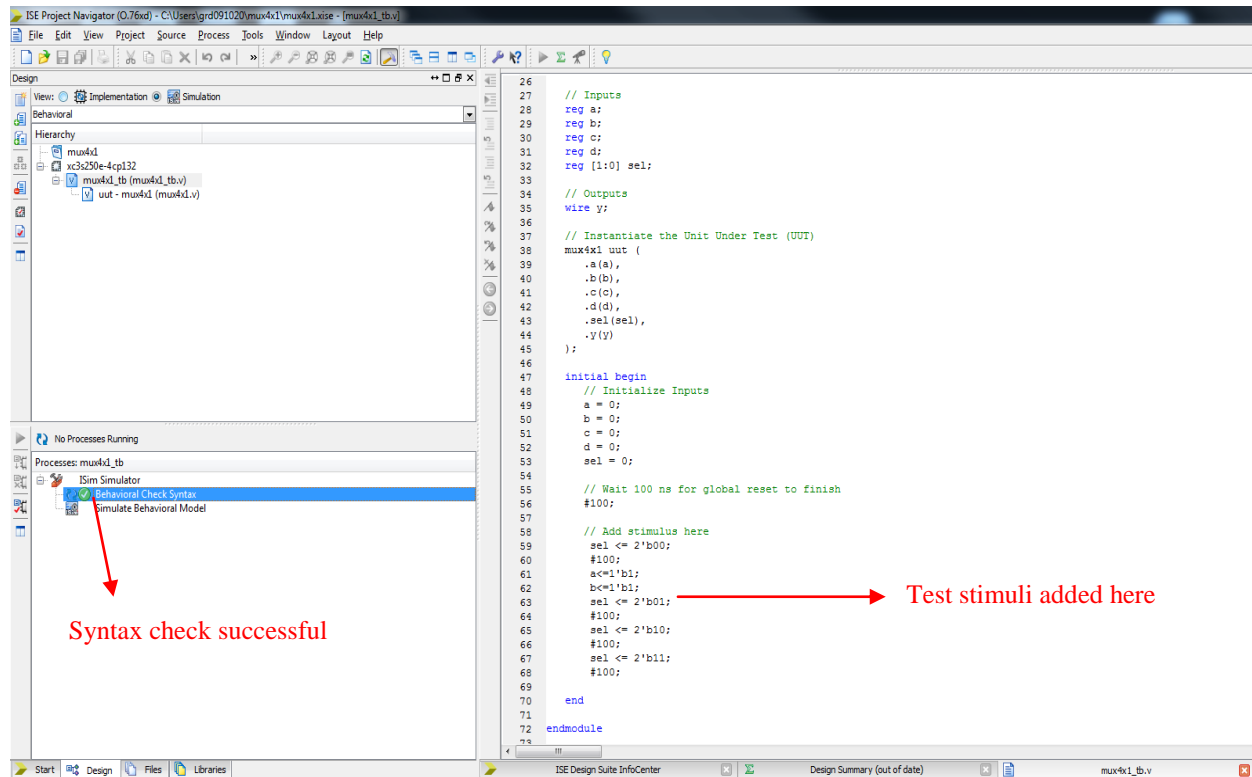 ISE Project Navigator (O.76xd) - C:\Users\grd091020\mux4x1\mux4x1.xise - [mux4x1_tb.v]
File Edit View Project Source Process Tools Window Layout Help
Design
View: Implementation Simulation
Behavioral
Hierarchy
mux4x1
xc3s250e-4cp132
mux4x1_tb (mux4x1_tb.v)
uut - mux4x1 (mux4x1.v)
No Processes Running
Processes: mux4x1_tb
ISim Simulator
Behavioral Check Syntax
Simulate Behavioral Model
Syntax check successful
26
27 // Inputs
28 reg a;
29 reg b;
30 reg c;
31 reg d;
32 reg [1:0] sel;
33
34 // Outputs
35 wire y;
36
37 // Instantiate the Unit Under Test (UUT)
38 mux4x1 uut (
39 .a(a),
40 .b(b),
41 .c(c),
42 .d(d),
43 .sel(sel),
44 .y(y)
45 );
46
47 initial begin
48 // Initialize Inputs
49 a = 0;
50 b = 0;
51 c = 0;
52 d = 0;
53 sel = 0;
54
55 // Wait 100 ns for global reset to finish
56 #100;
57
58 // Add stimulus here
59 sel <= 2'b00;
60 #100;
61 a<=1'b1;
62 b<=1'b1;
63 sel <= 2'b01;
64 #100;
65 sel <= 2'b10;
66 #100;
67 sel <= 2'b11;
68 #100;
69
70 end
71
72 endmodule
73
Test stimuli added here
Start Design Files Libraries
ISE Design Suite InfoCenter Design Summary (out of date) mux4x1_tb.v